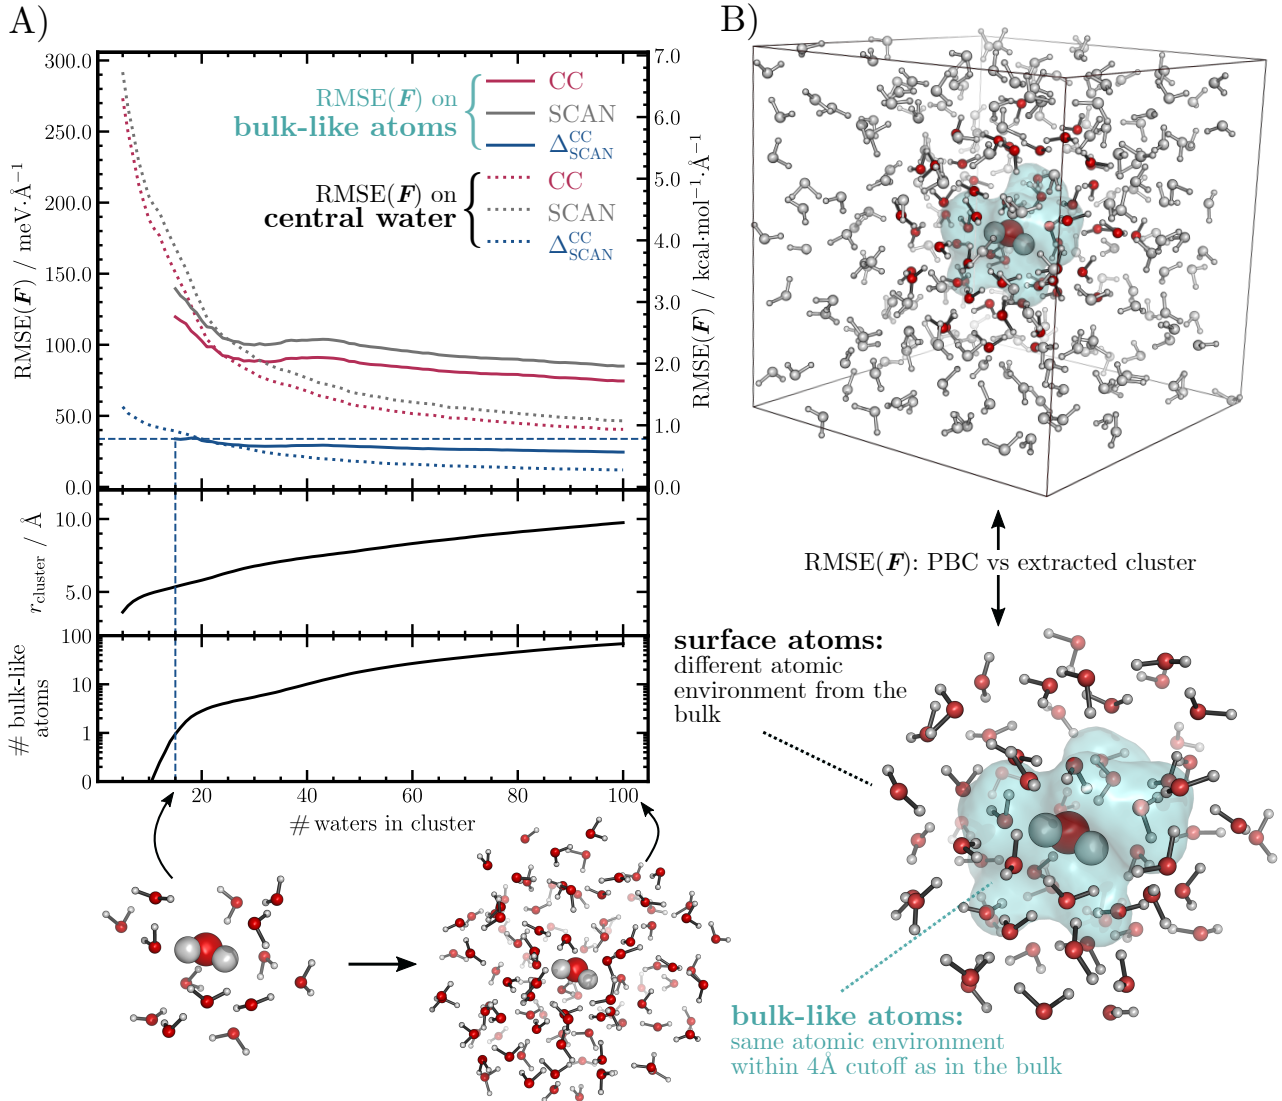 A)
300.0
250.0
200.0
150.0
100.0
50.0
0.0
RMSE(F) / meV·Å⁻¹
7.0
6.0
5.0
4.0
3.0
2.0
1.0
0.0
RMSE(F) / kcal·mol⁻¹·Å⁻¹
RMSE(F) on
bulk-like atoms
CC
SCAN
Δ^CC_SCAN
RMSE(F) on
central water
CC
SCAN
Δ^CC_SCAN
10.0
5.0
r_cluster / Å
100
10
1
0
# bulk-like
atoms
20
40
60
80
100
# waters in cluster
B)
RMSE(F): PBC vs extracted cluster
surface atoms:
different atomic
environment from the
bulk
bulk-like atoms:
same atomic environment
within 4Å cutoff as in the bulk